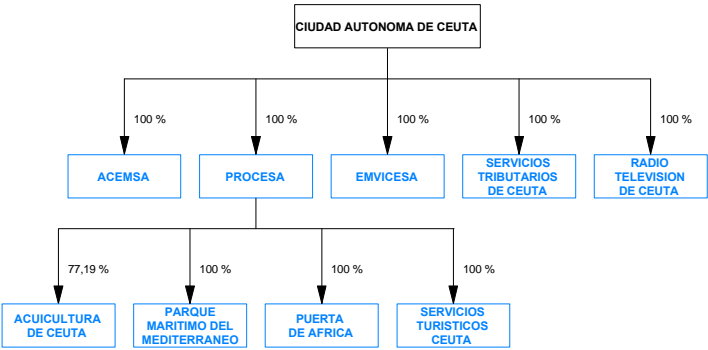 CIUDAD AUTONOMA DE CEUTA
100 %
100 %
100 %
100 %
100 %
ACEMSA
PROCESA
EMVICESA
SERVICIOS
TRIBUTARIOS
DE CEUTA
RADIO
TELEVISION
DE CEUTA
77,19 %
100 %
100 %
100 %
ACUICULTURA
DE CEUTA
PARQUE
MARITIMO DEL
MEDITERRANEO
PUERTA
DE AFRICA
SERVICIOS
TURISTICOS
CEUTA